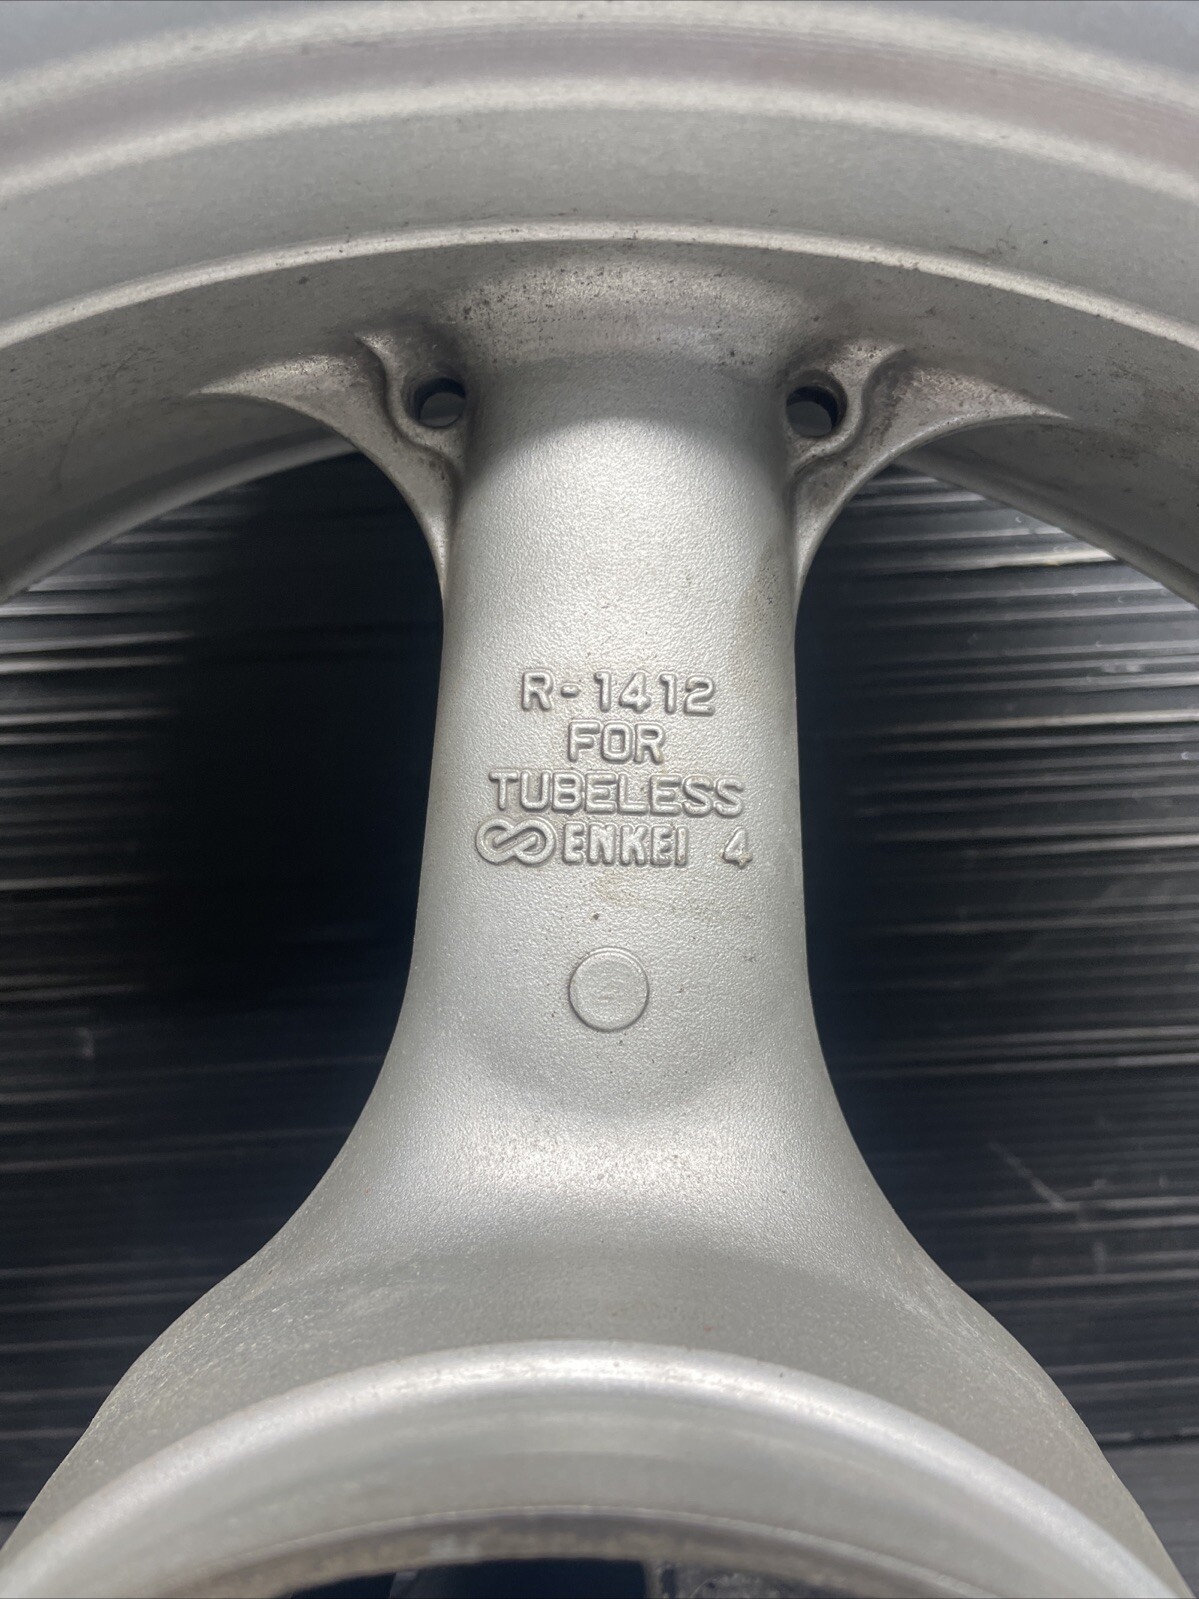 R-1412
FOR
TUBELESS
ENKEI 4